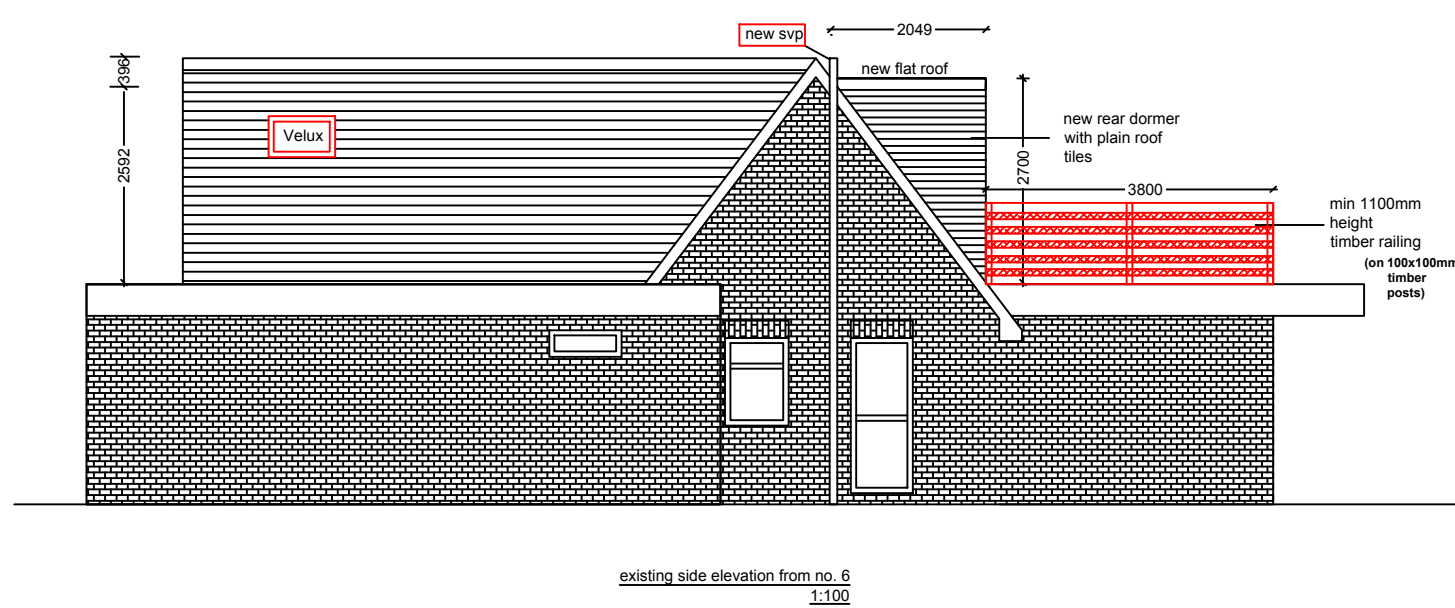 new svp
2049
396
new flat roof
Velux
2592
2700
new rear dormer
with plain roof
tiles
3800
min 1100mm
height
timber railing
(on 100x100mm
timber
posts)
existing side elevation from no. 6
1:100